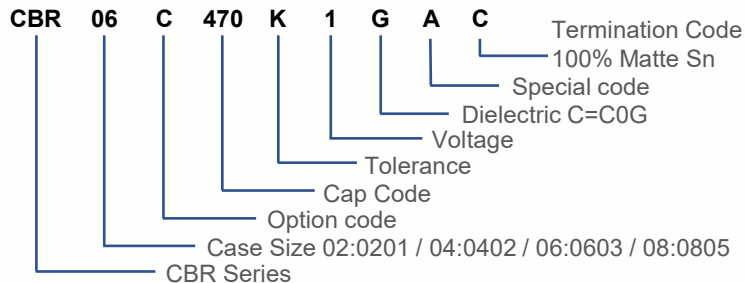 CBR 06 C 470 K 1 G A C
Termination Code
100% Matte Sn
Special code
Dielectric C=C0G
Voltage
Tolerance
Cap Code
Option code
Case Size 02:0201 / 04:0402 / 06:0603 / 08:0805
CBR Series